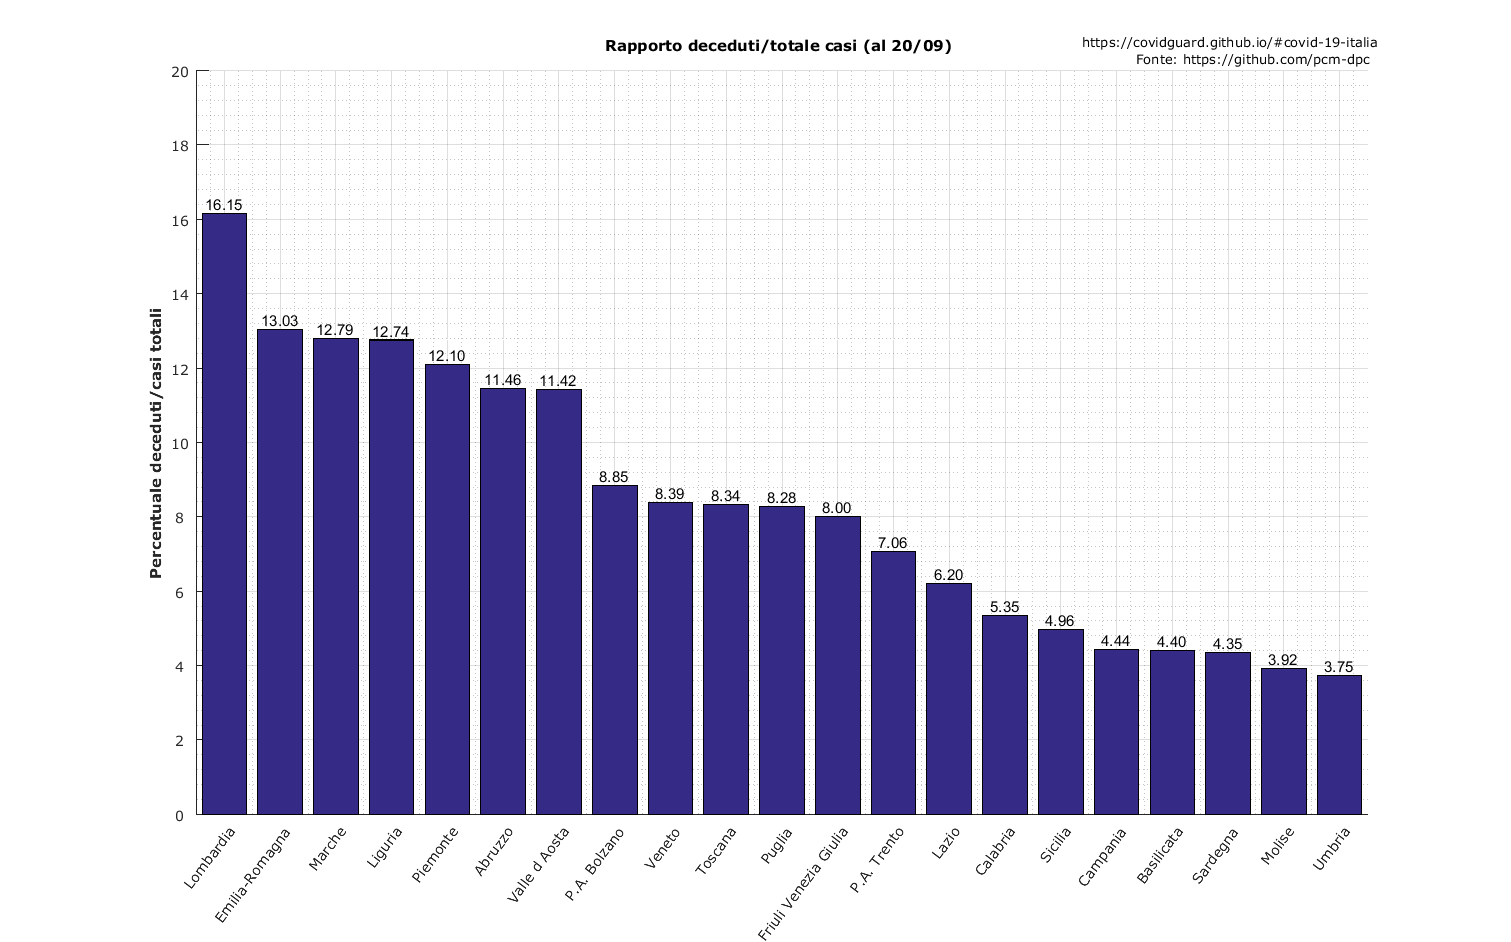 Rapporto deceduti/totale casi (al 20/09)
https://covidguard.github.io/#covid-19-italia
Fonte: https://github.com/pcm-dpc
Percentuale deceduti/casi totali
20
18
16
14
12
10
8
6
4
2
0
16.15
13.03
12.79
12.74
12.10
11.46
11.42
8.85
8.39
8.34
8.28
8.00
7.06
6.20
5.35
4.96
4.44
4.40
4.35
3.92
3.75
Lombardia
Emilia-Romagna
Marche
Liguria
Piemonte
Abruzzo
Valle d Aosta
P.A. Bolzano
Veneto
Toscana
Puglia
Friuli Venezia Giulia
P.A. Trento
Lazio
Calabria
Sicilia
Campania
Basilicata
Sardegna
Molise
Umbria